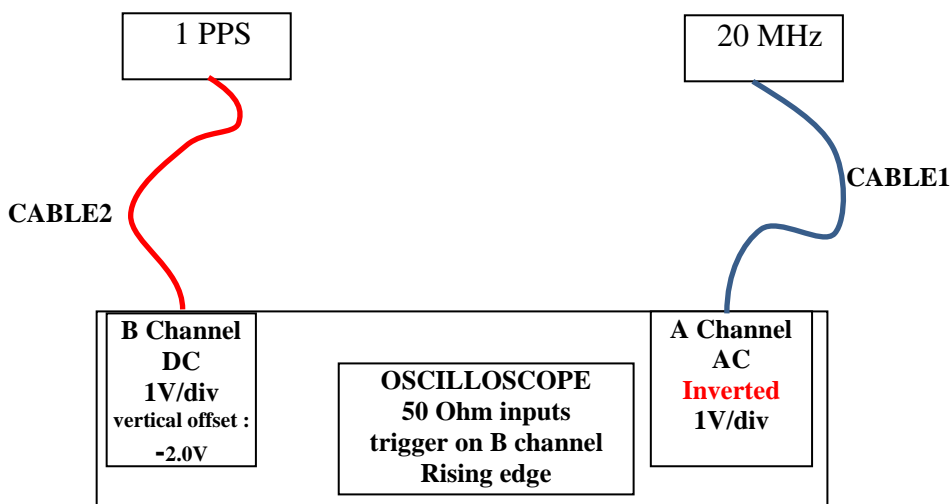 1 PPS
20 MHz
CABLE2
CABLE1
B Channel
DC
1V/div
vertical offset :
-2.0V
OSCILLOSCOPE
50 Ohm inputs
trigger on B channel
Rising edge
A Channel
AC
Inverted
1V/div